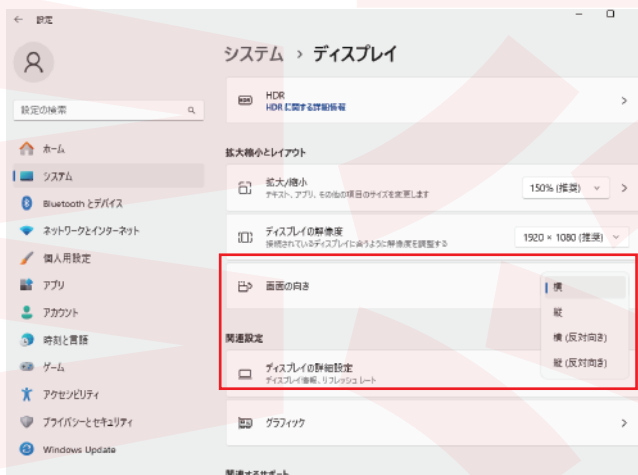 ← 設定
システム › ディスプレイ
設定の検索
ホーム
システム
Bluetooth とデバイス
ネットワークとインターネット
個人用設定
アプリ
アカウント
時刻と言語
ゲーム
アクセシビリティ
プライバシーとセキュリティ
Windows Update
HDR
HDR
HDR に関する詳細情報
拡大縮小とレイアウト
拡大/縮小
テキスト、アプリ、その他の項目のサイズを変更します
150% (推奨)
ディスプレイの解像度
接続されているディスプレイに合うように解像度を調整する
1920 × 1080 (推奨)
画面の向き
横
縦
横 (反対向き)
縦 (反対向き)
関連設定
ディスプレイの詳細設定
ディスプレイ情報、リフレッシュ レート
グラフィック
関連するサポート